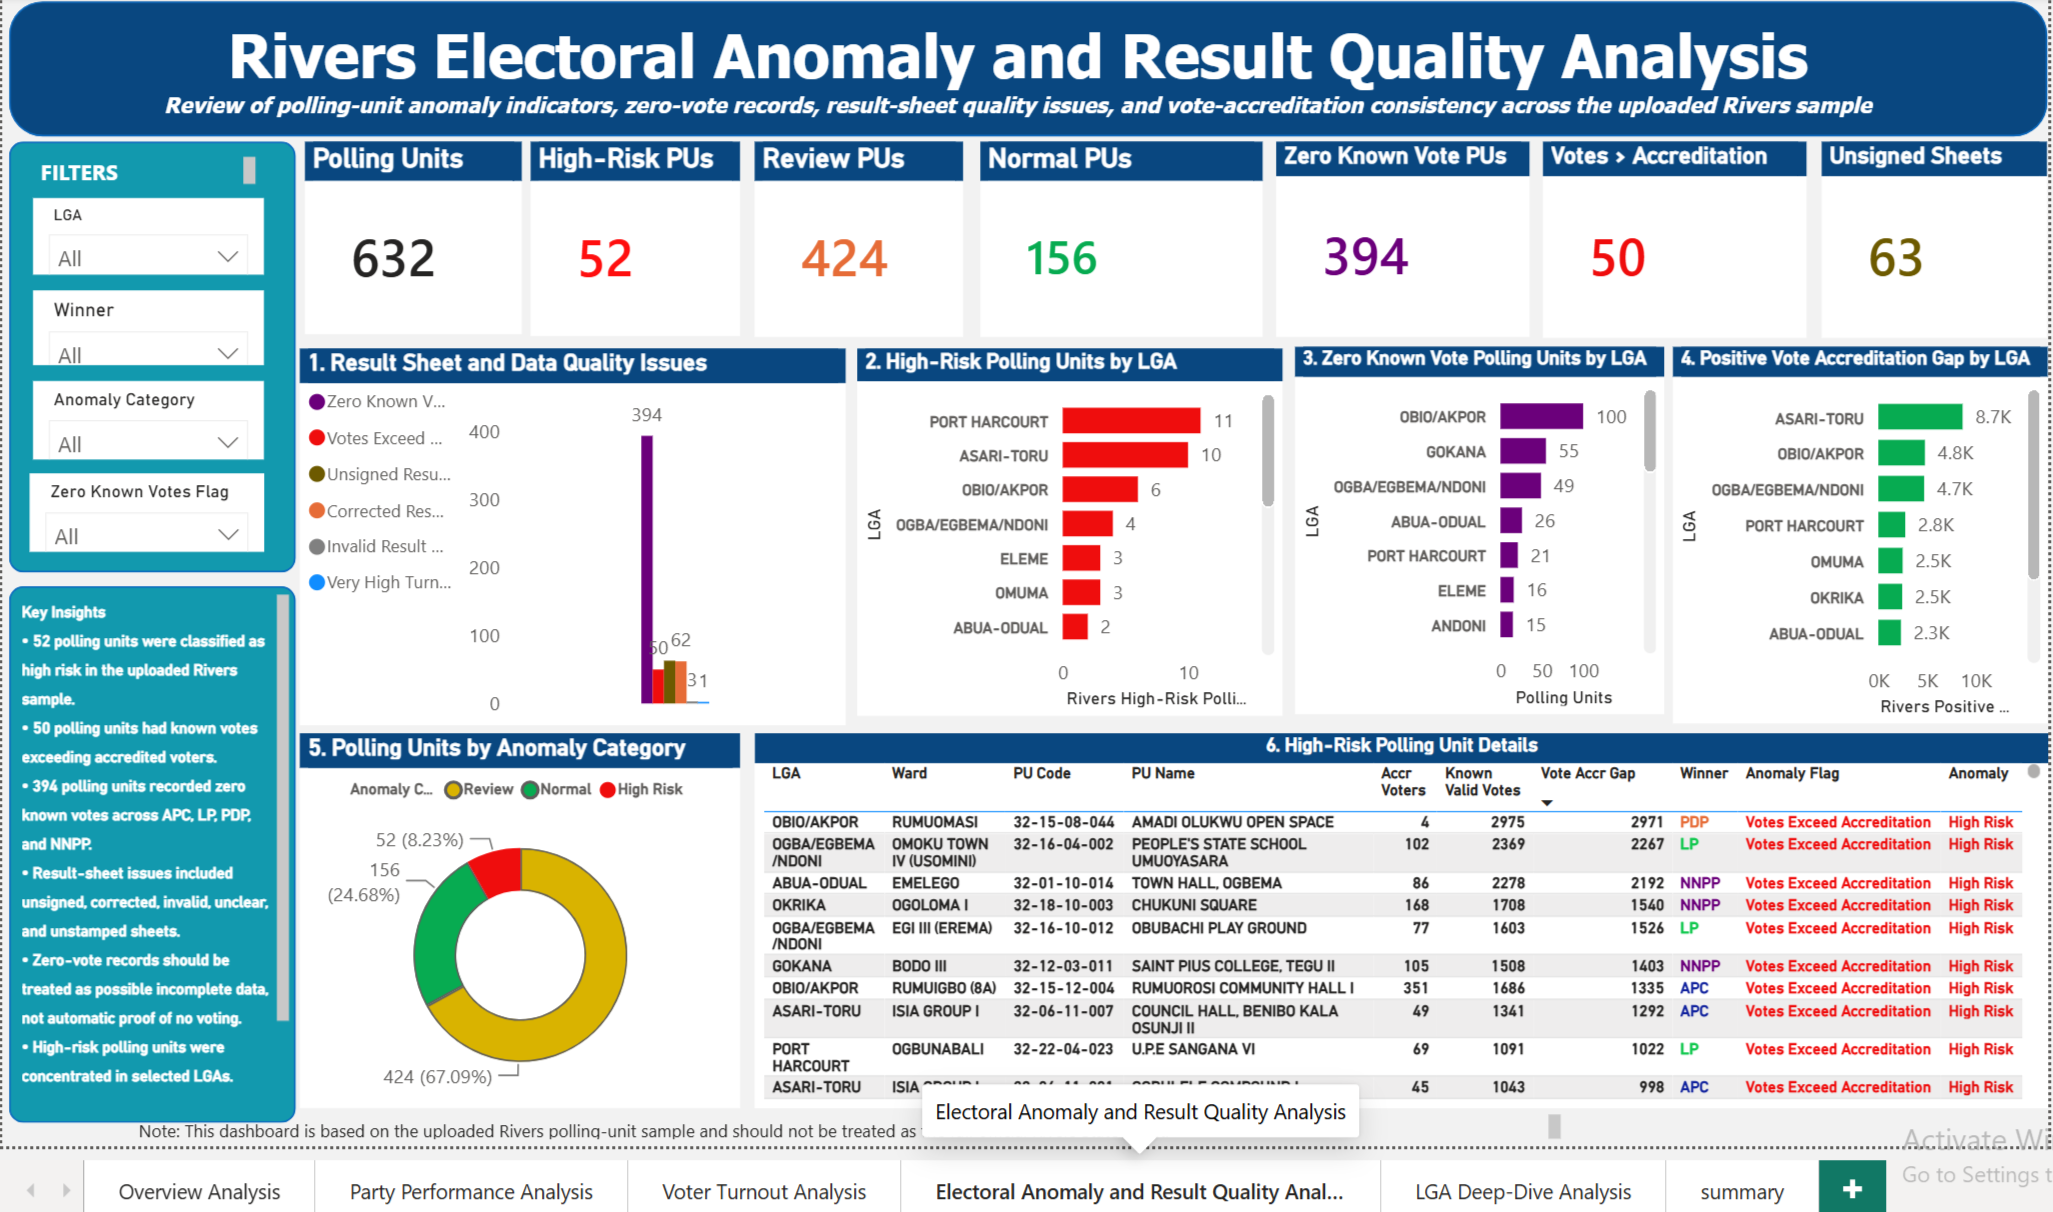 Rivers Electoral Anomaly and Result Quality Analysis
Review of polling-unit anomaly indicators, zero-vote records, result-sheet quality issues, and vote-accreditation consistency across the uploaded Rivers sample
FILTERS
LGA
All
Winner
All
Anomaly Category
All
Zero Known Votes Flag
All
Key Insights
• 52 polling units were classified as
high risk in the uploaded Rivers
sample.
• 50 polling units had known votes
exceeding accredited voters.
• 394 polling units recorded zero
known votes across APC, LP, PDP,
and NNPP.
• Result-sheet issues included
unsigned, corrected, invalid, unclear,
and unstamped sheets.
• Zero-vote records should be
treated as possible incomplete data,
not automatic proof of no voting.
• High-risk polling units were
concentrated in selected LGAs.
Polling Units
632
High-Risk PUs
52
Review PUs
424
Normal PUs
156
Zero Known Vote PUs
394
Votes > Accreditation
50
Unsigned Sheets
63
1. Result Sheet and Data Quality Issues
Zero Known V...
Votes Exceed ...
Unsigned Resu...
Corrected Res...
Invalid Result ...
Very High Turn...
400
300
200
100
0
394
50
62
3
1
2. High-Risk Polling Units by LGA
LGA
PORT HARCOURT 11
ASARI-TORU 10
OBIO/AKPOR 6
OGBA/EGBEMA/NDONI 4
ELEME 3
OMUMA 3
ABUA-ODUAL 2
0 10
Rivers High-Risk Polli...
3. Zero Known Vote Polling Units by LGA
LGA
OBIO/AKPOR 100
GOKANA 55
OGBA/EGBEMA/NDONI 49
ABUA-ODUAL 26
PORT HARCOURT 21
ELEME 16
ANDONI 15
0 50 100
Polling Units
4. Positive Vote Accreditation Gap by LGA
LGA
ASARI-TORU 8.7K
OBIO/AKPOR 4.8K
OGBA/EGBEMA/NDONI 4.7K
PORT HARCOURT 2.8K
OMUMA 2.5K
OKRIKA 2.5K
ABUA-ODUAL 2.3K
0K 5K 10K
Rivers Positive ...
5. Polling Units by Anomaly Category
Anomaly C... Review Normal High Risk
52 (8.23%)
156
(24.68%)
424 (67.09%)
6. High-Risk Polling Unit Details
LGA Ward PU Code PU Name Accr Voters Known Valid Votes Vote Accr Gap Winner Anomaly Flag Anomaly
OBIO/AKPOR RUMUOMASI 32-15-08-044 AMADI OLUKWU OPEN SPACE 4 2975 2971 PDP Votes Exceed Accreditation High Risk
OGBA/EGBEMA /NDONI OMOKU TOWN IV (USOMINI) 32-16-04-002 PEOPLE'S STATE SCHOOL UMUOYASARA 102 2369 2267 LP Votes Exceed Accreditation High Risk
ABUA-ODUAL EMELEGO 32-01-10-014 TOWN HALL, OGBEMA 86 2278 2192 NNPP Votes Exceed Accreditation High Risk
OKRIKA OGOLOMA I 32-18-10-003 CHUKUNI SQUARE 168 1708 1540 NNPP Votes Exceed Accreditation High Risk
OGBA/EGBEMA /NDONI EGI III (EREMA) 32-16-10-012 OBUBACHI PLAY GROUND 77 1603 1526 LP Votes Exceed Accreditation High Risk
GOKANA BODO III 32-12-03-011 SAINT PIUS COLLEGE, TEGU II 105 1508 1403 NNPP Votes Exceed Accreditation High Risk
OBIO/AKPOR RUMUIGBO (8A) 32-15-12-004 RUMUOROSI COMMUNITY HALL I 351 1686 1335 APC Votes Exceed Accreditation High Risk
ASARI-TORU ISIA GROUP I 32-06-11-007 COUNCIL HALL, BENIBO KALA OSUNJI II 49 1341 1292 APC Votes Exceed Accreditation High Risk
PORT HARCOURT OGBUNABALI 32-22-04-023 U.P.E SANGANA VI 69 1091 1022 LP Votes Exceed Accreditation High Risk
ASARI-TORU ISIA 45 1043 998 APC Votes Exceed Accreditation High Risk
Electoral Anomaly and Result Quality Analysis
Note: This dashboard is based on the uploaded Rivers polling-unit sample and should not be treated as
Activate Wi
Go to Settings t
Overview Analysis
Party Performance Analysis
Voter Turnout Analysis
Electoral Anomaly and Result Quality Anal...
LGA Deep-Dive Analysis
summary
+